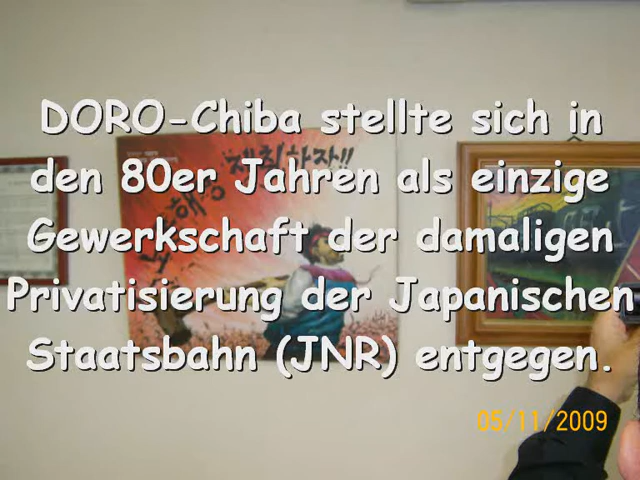 DORO-Chiba stellte sich in
den 80er Jahren als einzige
Gewerkschaft der damaligen
Privatisierung der Japanischen
Staatsbahn (JNR) entgegen.
05/11/2009